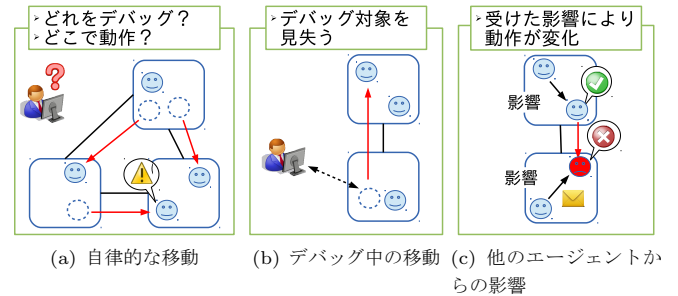 どれをデバッグ？
どこで動作？
デバッグ対象を
見失う
受けた影響により
動作が変化
影響
影響
(a) 自律的な移動
(b) デバッグ中の移動
(c) 他のエージェントか
らの影響